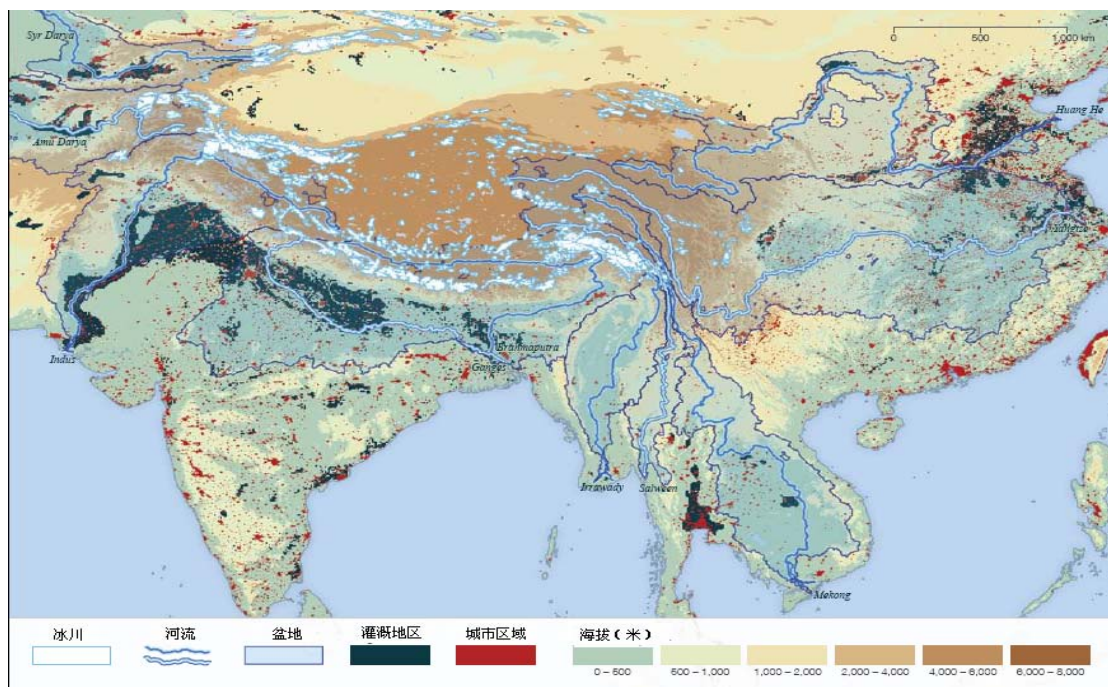 Syr Darya
0 500 1,000 km
Huang He
Amu Darya
Yangtze
Indus
Brahmaputra
Ganges
Irrawady
Salween
Mekong
冰川 河流 盆地 灌溉地区 城市区域 海拔（米）
0–500 500–1,000 1,000–2,000 2,000–4,000 4,000–6,000 6,000–8,000